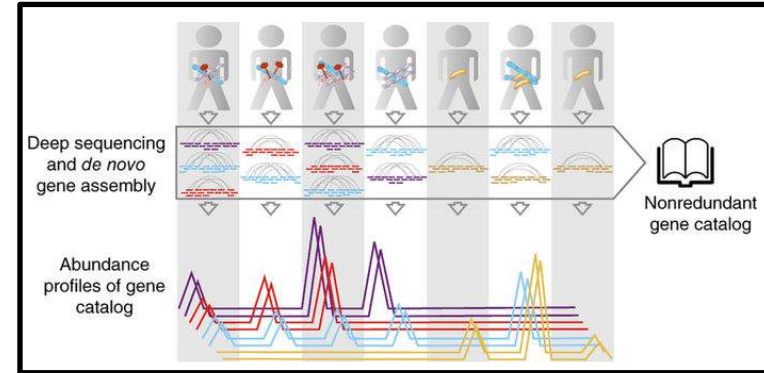 Deep sequencing
and de novo
gene assembly
Nonredundant
gene catalog
Abundance
profiles of gene
catalog